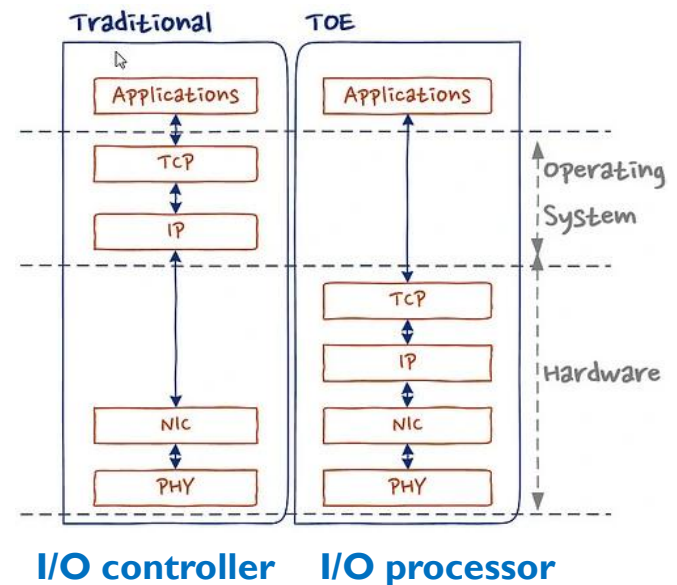 Traditional
TOE
Applications
TCP
IP
NIC
PHY
Applications
TCP
IP
NIC
PHY
Operating
System
Hardware
I/O controller
I/O processor